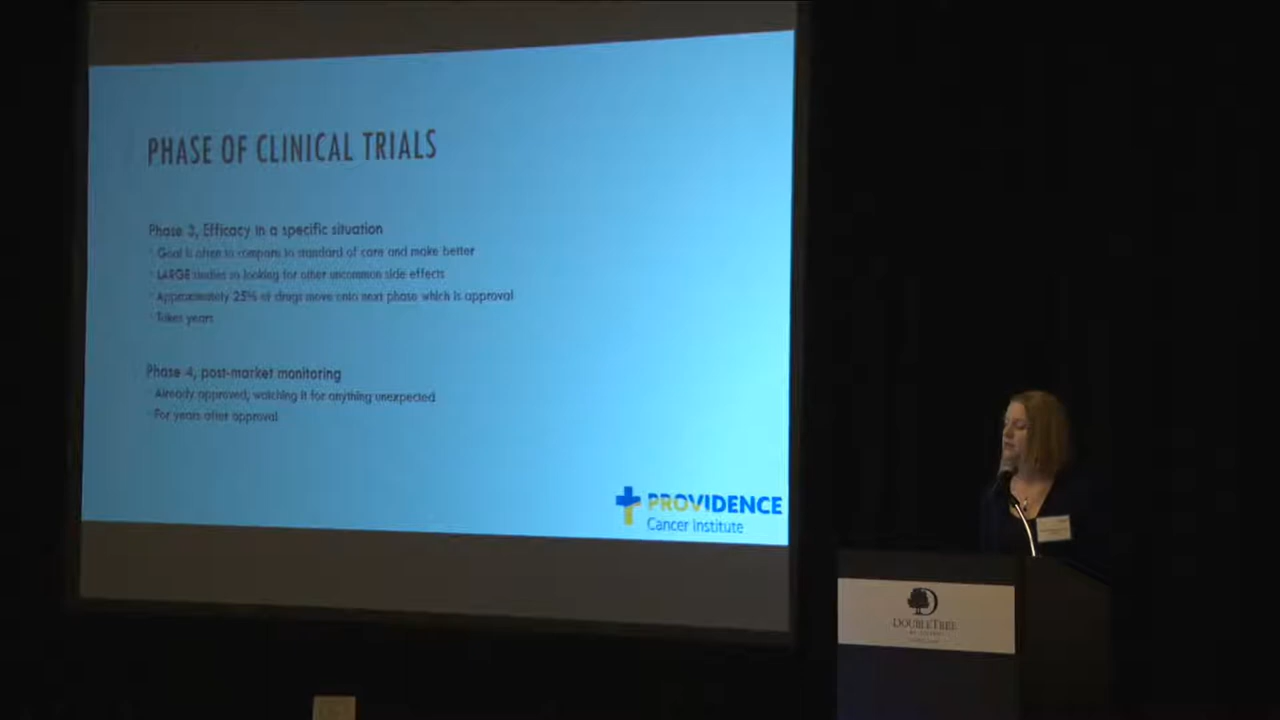 PHASE OF CLINICAL TRIALS
Phase 3, Efficacy in a specific situation
Goal is often to compare to standard of care and make better
LARGE studies so looking for other uncommon side effects
Approximately 25% of drugs move onto next phase which is approval
Takes years
Phase 4, post-market monitoring
Already approved, watching it for anything unexpected
For years after approval
PROVIDENCE
Cancer Institute
DOUBLETREE